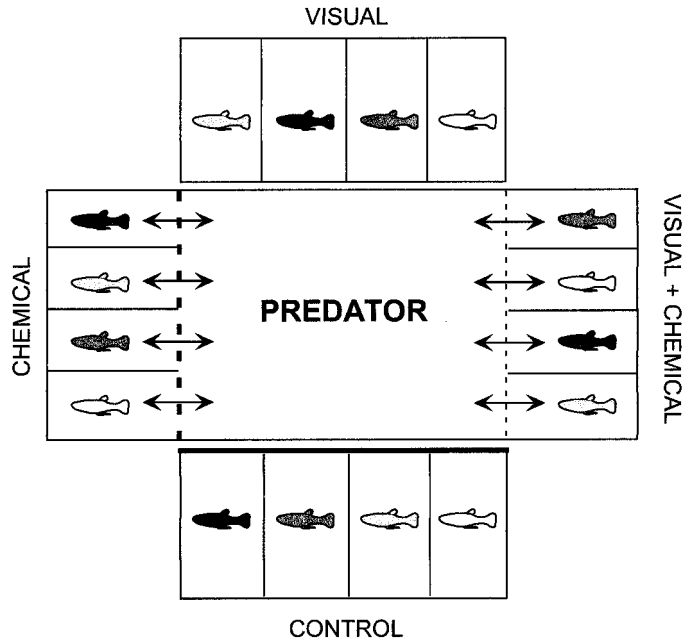 VISUAL
CHEMICAL
PREDATOR
VISUAL + CHEMICAL
CONTROL